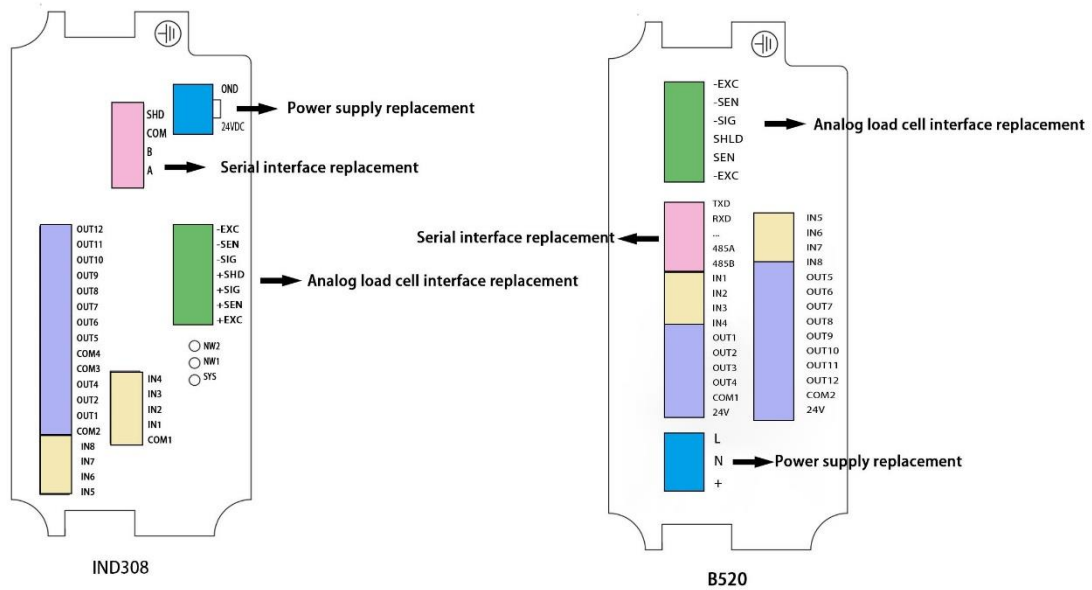 OND
24VDC
Power supply replacement
SHD
COM
B
A
Serial interface replacement
OUT12
OUT11
OUT10
OUT9
OUT8
OUT7
OUT6
OUT5
COM4
COM3
OUT4
OUT2
OUT1
COM2
IN8
IN7
IN6
IN5
-EXC
-SEN
-SIG
+SHD
+SIG
+SEN
+EXC
Analog load cell interface replacement
NW2
NW1
SYS
IN4
IN3
IN2
IN1
COM1
IND308
-EXC
-SEN
-SIG
SHLD
SEN
-EXC
Analog load cell interface replacement
TXD
RXD
...
485A
485B
Serial interface replacement
IN1
IN2
IN3
IN4
OUT1
OUT2
OUT3
OUT4
COM1
24V
IN5
IN6
IN7
IN8
OUT5
OUT6
OUT7
OUT8
OUT9
OUT10
OUT11
OUT12
COM2
24V
L
N
+
Power supply replacement
B520